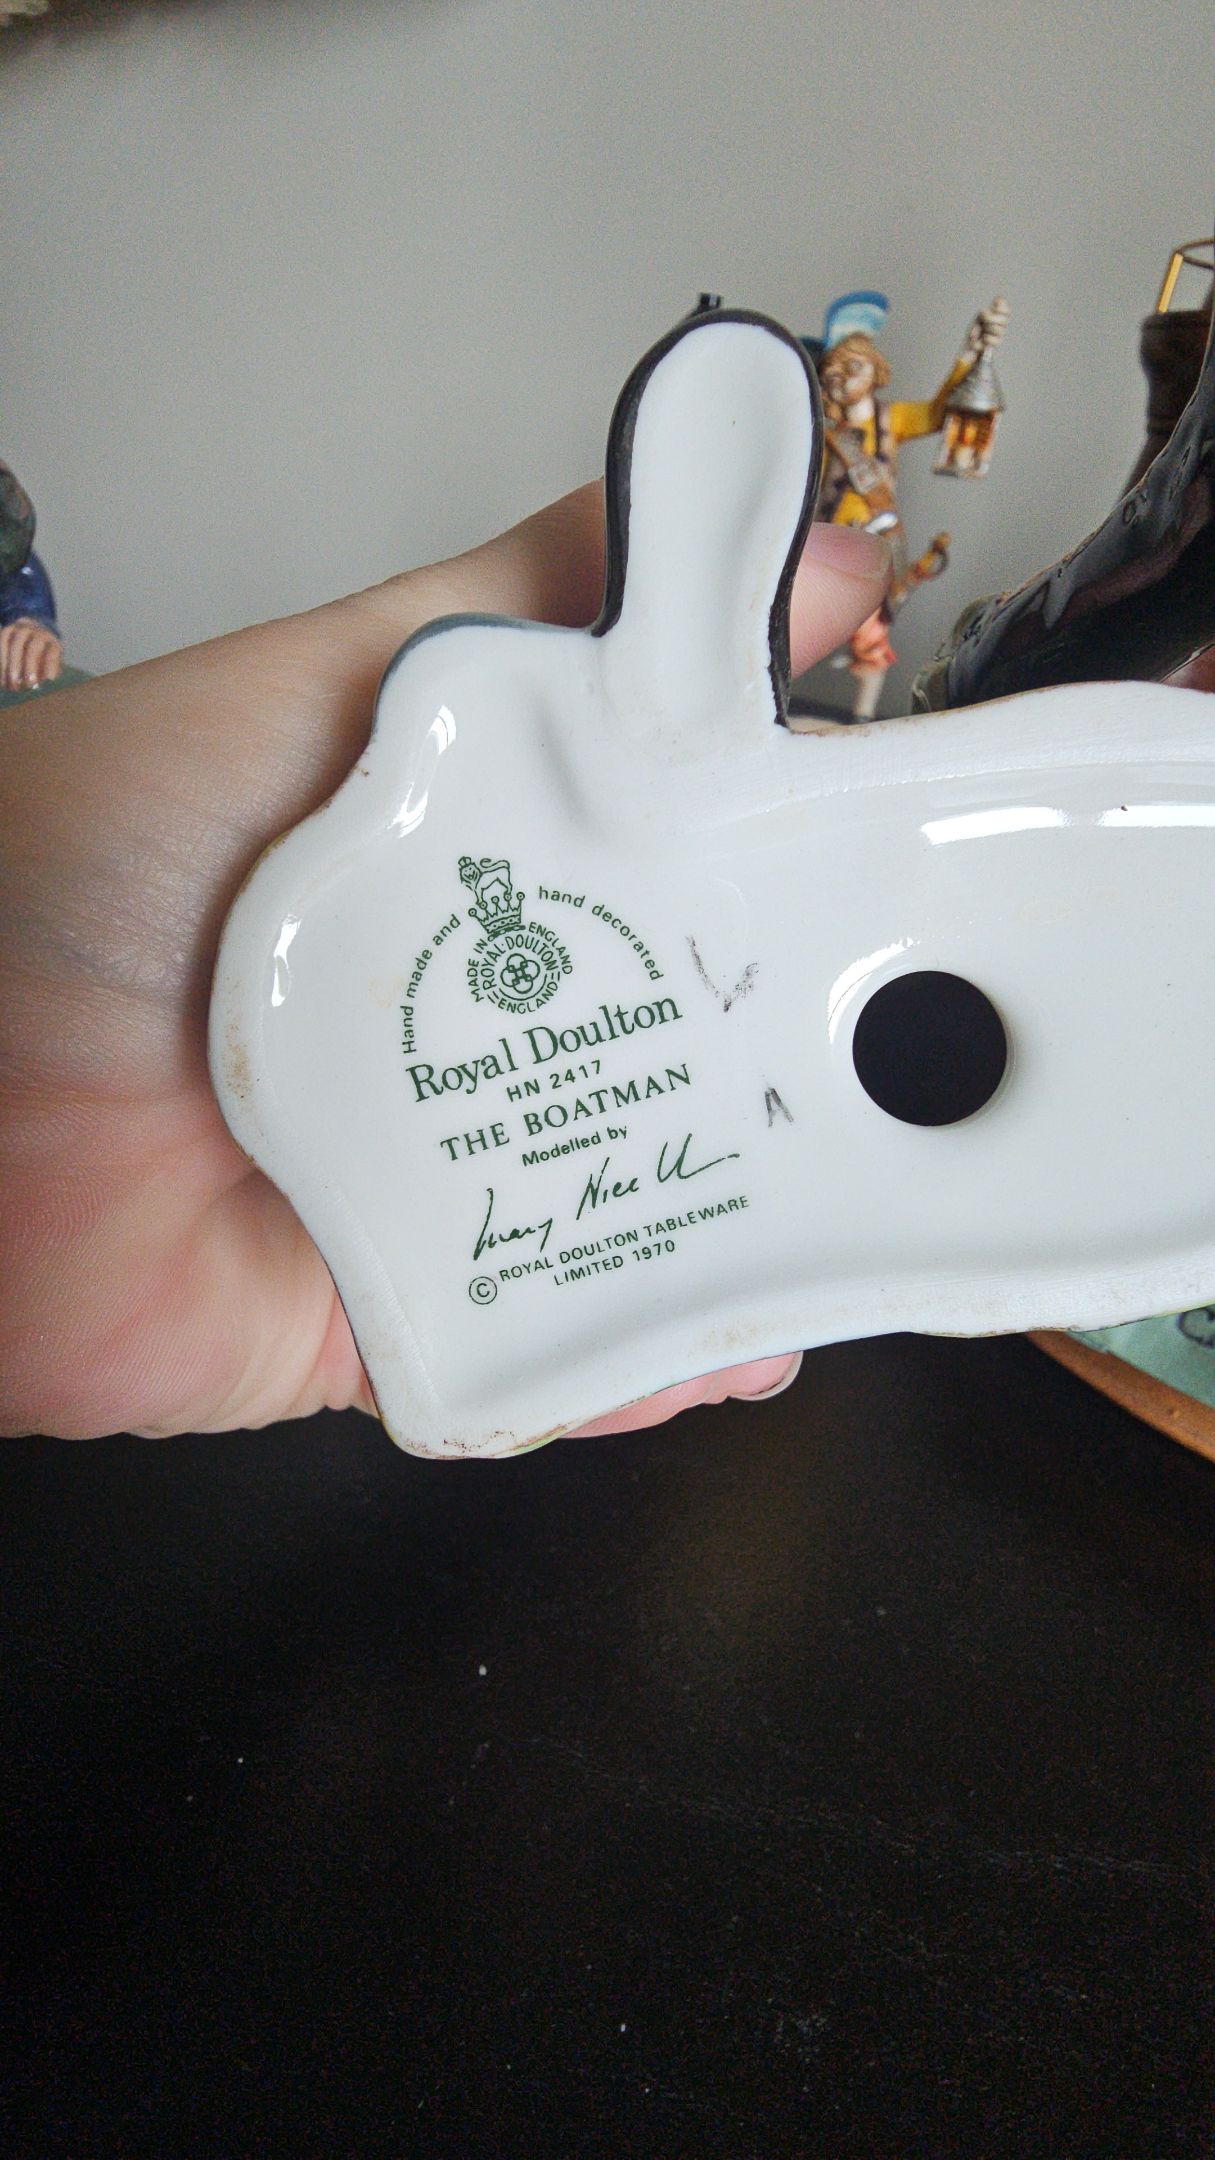 Hand made and hand decorated
MADE IN ENGLAND
ROYAL·DOULTON
ENGLAND
Royal Doulton
HN 2417
THE BOATMAN
Modelled by
© ROYAL DOULTON TABLEWARE
LIMITED 1970
A